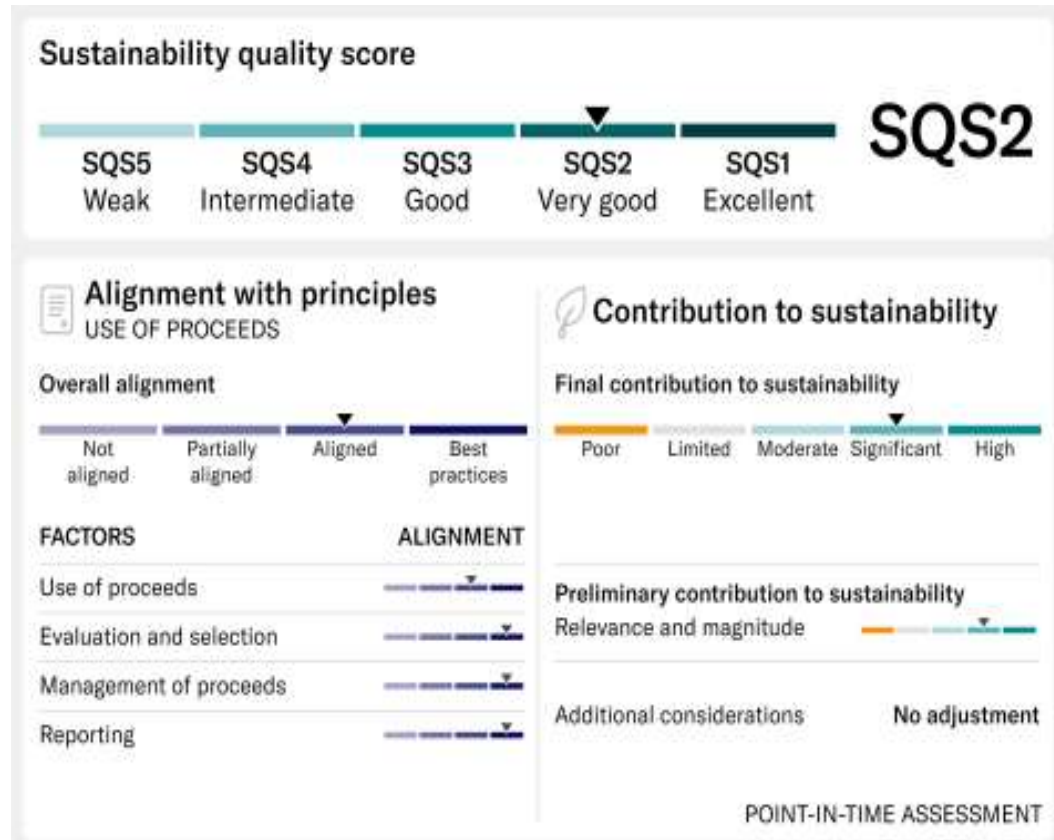 Sustainability quality score
SQS2
SQS5 SQS4 SQS3 SQS2 SQS1
Weak Intermediate Good Very good Excellent
Alignment with principles
USE OF PROCEEDS
Overall alignment
Not aligned
Partially aligned
Aligned
Best practices
FACTORS ALIGNMENT
Use of proceeds
Evaluation and selection
Management of proceeds
Reporting
Contribution to sustainability
Final contribution to sustainability
Poor Limited Moderate Significant High
Preliminary contribution to sustainability
Relevance and magnitude
Additional considerations No adjustment
POINT-IN-TIME ASSESSMENT